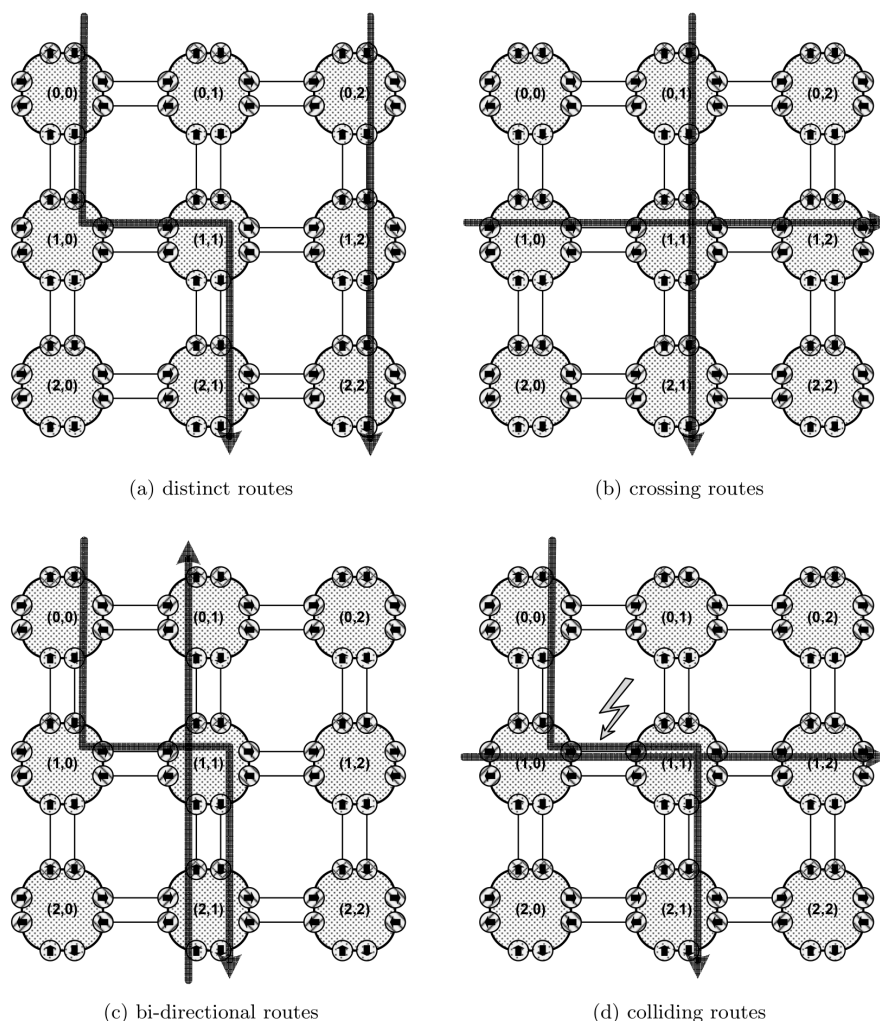 (0,0) (0,1) (0,2) (0,0) (0,1) (0,2)
(1,0) (1,1) (1,2) (1,0) (1,1) (1,2)
(2,0) (2,1) (2,2) (2,0) (2,1) (2,2)
(a) distinct routes (b) crossing routes
(0,0) (0,1) (0,2) (0,0) (0,1) (0,2)
(1,0) (1,1) (1,2) (1,0) (1,1) (1,2)
(2,0) (2,1) (2,2) (2,0) (2,1) (2,2)
(c) bi-directional routes (d) colliding routes